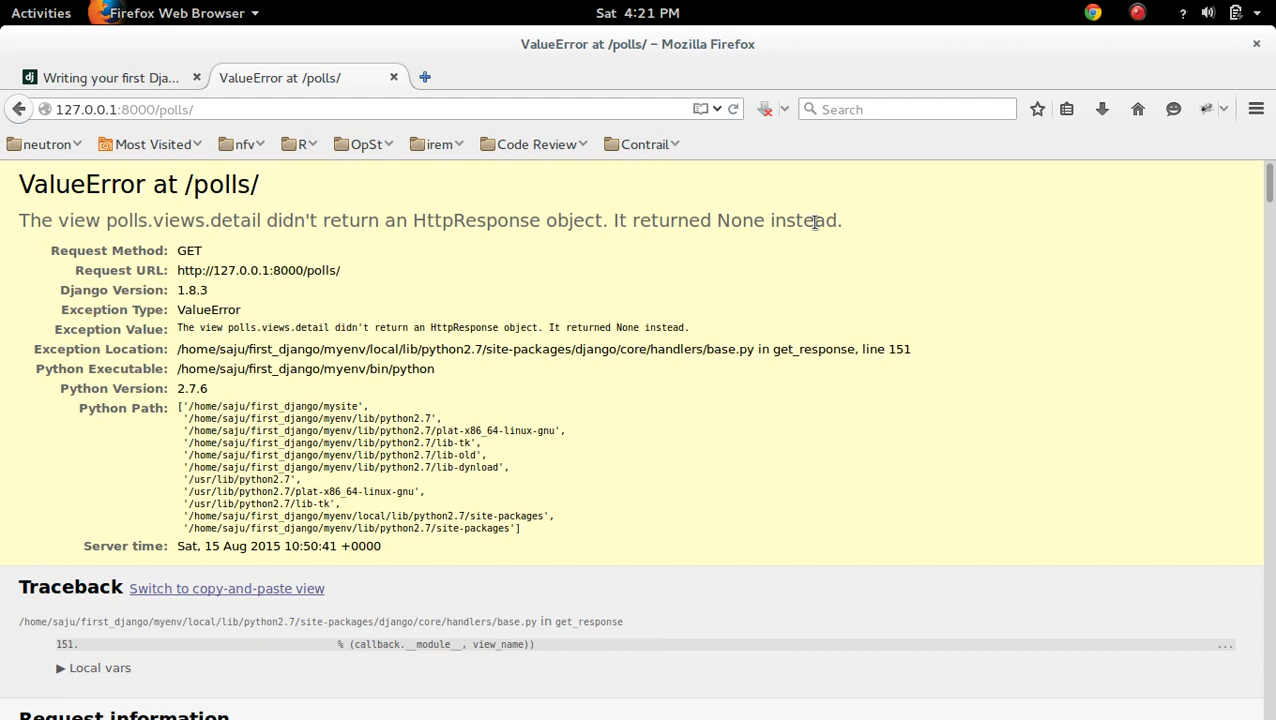 Activities Firefox Web Browser Sat 4:21 PM ?
ValueError at /polls/ – Mozilla Firefox ×
dj Writing your first Dja... × ValueError at /polls/ ×
127.0.0.1:8000/polls/ Search
neutron Most Visited nfv R OpSt irem Code Review Contrail
ValueError at /polls/
The view polls.views.detail didn't return an HttpResponse object. It returned None instead.
Request Method: GET
Request URL: http://127.0.0.1:8000/polls/
Django Version: 1.8.3
Exception Type: ValueError
Exception Value: The view polls.views.detail didn't return an HttpResponse object. It returned None instead.
Exception Location: /home/saju/first_django/myenv/local/lib/python2.7/site-packages/django/core/handlers/base.py in get_response, line 151
Python Executable: /home/saju/first_django/myenv/bin/python
Python Version: 2.7.6
Python Path: ['/home/saju/first_django/mysite',
'/home/saju/first_django/myenv/lib/python2.7',
'/home/saju/first_django/myenv/lib/python2.7/plat-x86_64-linux-gnu',
'/home/saju/first_django/myenv/lib/python2.7/lib-tk',
'/home/saju/first_django/myenv/lib/python2.7/lib-old',
'/home/saju/first_django/myenv/lib/python2.7/lib-dynload',
'/usr/lib/python2.7',
'/usr/lib/python2.7/plat-x86_64-linux-gnu',
'/usr/lib/python2.7/lib-tk',
'/home/saju/first_django/myenv/local/lib/python2.7/site-packages',
'/home/saju/first_django/myenv/lib/python2.7/site-packages']
Server time: Sat, 15 Aug 2015 10:50:41 +0000
Traceback Switch to copy-and-paste view
/home/saju/first_django/myenv/local/lib/python2.7/site-packages/django/core/handlers/base.py in get_response
151. % (callback.__module__, view_name)) ...
▶ Local vars
Request information